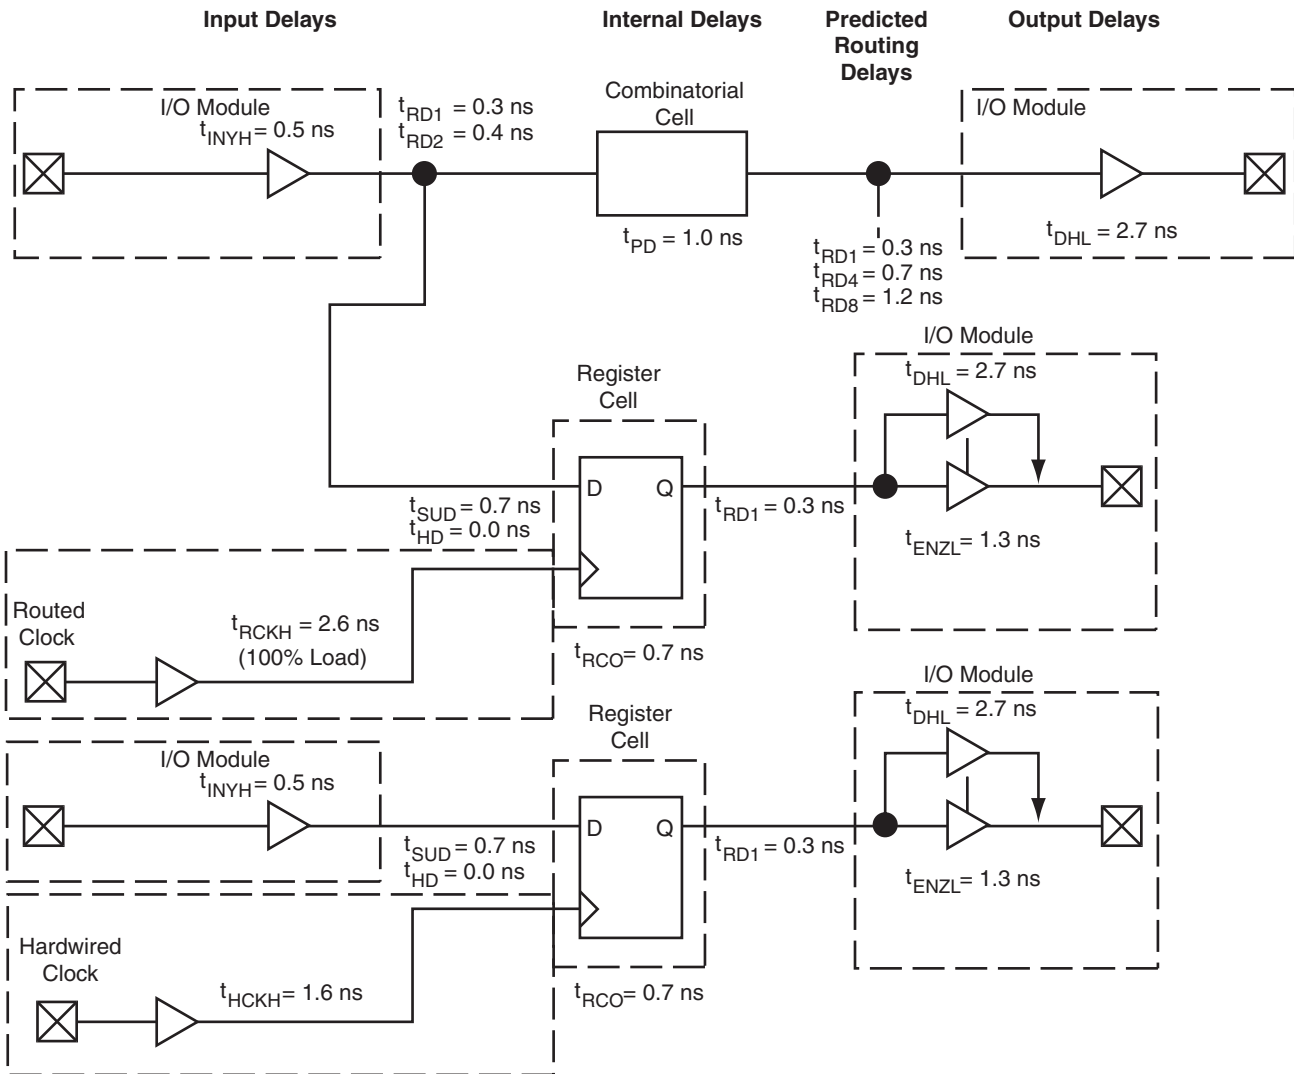 Input Delays
Internal Delays
Predicted
Routing
Delays
Output Delays
I/O Module
tINYH = 0.5 ns
tRD1 = 0.3 ns
tRD2 = 0.4 ns
Combinatorial
Cell
I/O Module
tPD = 1.0 ns
tDHL = 2.7 ns
tRD1 = 0.3 ns
tRD4 = 0.7 ns
tRD8 = 1.2 ns
I/O Module
tDHL = 2.7 ns
Register
Cell
D
Q
tSUD = 0.7 ns
tHD = 0.0 ns
tRD1 = 0.3 ns
tENZL = 1.3 ns
Routed
Clock
tRCKH = 2.6 ns
(100% Load)
tRCO = 0.7 ns
I/O Module
tDHL = 2.7 ns
Register
Cell
I/O Module
tINYH = 0.5 ns
D
Q
tSUD = 0.7 ns
tHD = 0.0 ns
tRD1 = 0.3 ns
tENZL = 1.3 ns
Hardwired
Clock
tHCKH = 1.6 ns
tRCO = 0.7 ns